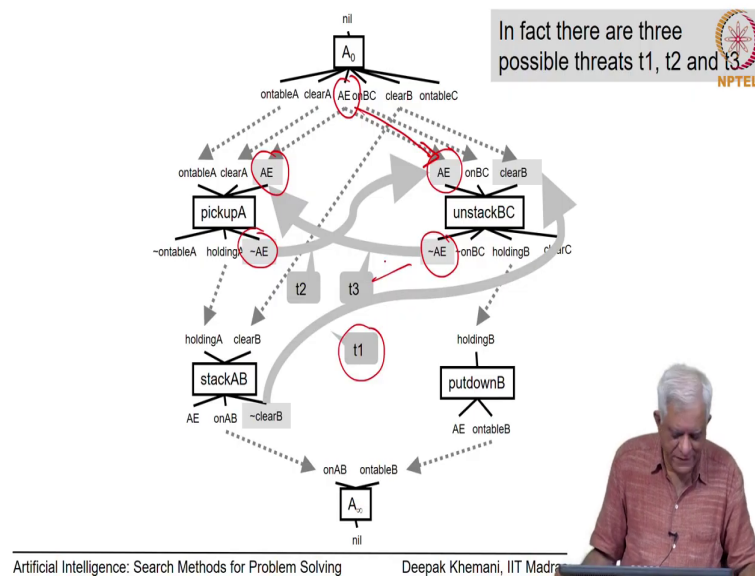 In fact there are three
possible threats t1, t2 and t3
NPTEL
nil
A₀
ontableA clearA AE onBC clearB ontableC
ontableA clearA AE
AE onBC clearB
pickupA
unstackBC
~ontableA holdingA ~AE
~AE ~onBC holdingB clearC
t2
t3
t1
holdingA clearB
holdingB
stackAB
putdownB
AE onAB ~clearB
AE ontableB
onAB ontableB
A∞
nil
Artificial Intelligence: Search Methods for Problem Solving Deepak Khemani, IIT Madras